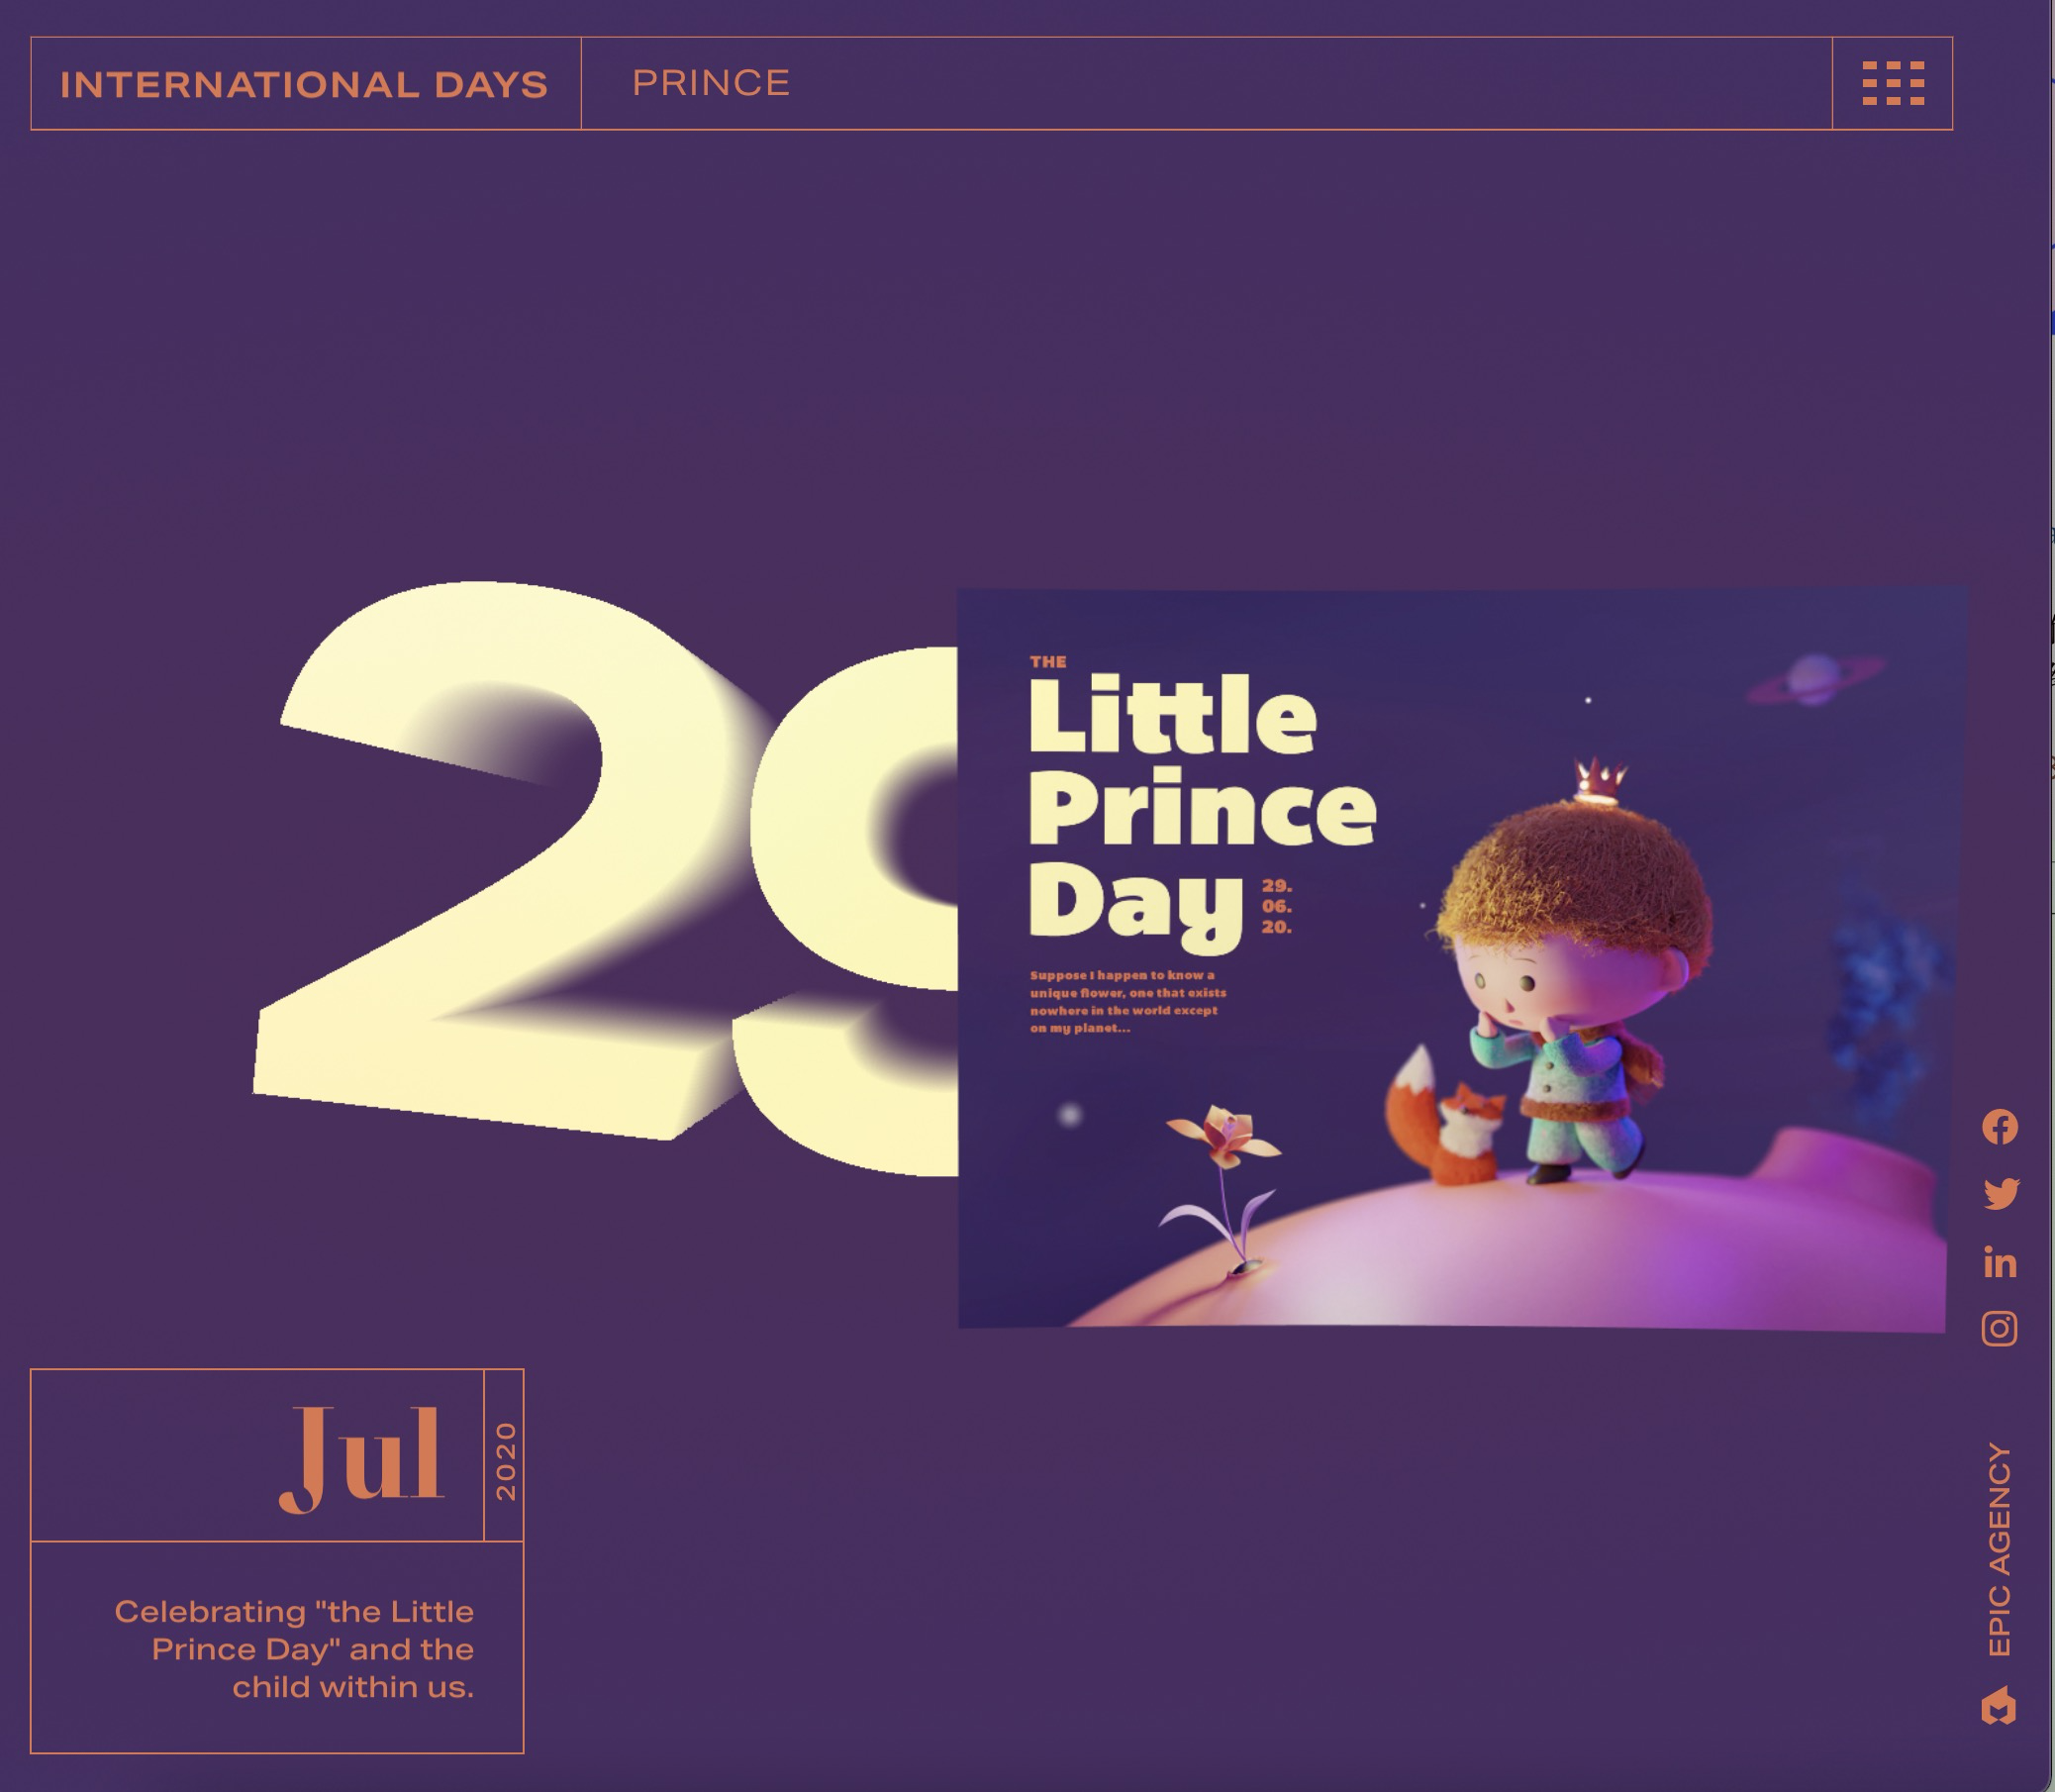 INTERNATIONAL DAYS
PRINCE
29
THE
Little
Prince
Day
29.
06.
20.
Suppose I happen to know a
unique flower, one that exists
nowhere in the world except
on my planet...
Jul
2020
Celebrating "the Little
Prince Day" and the
child within us.
in
EPIC AGENCY